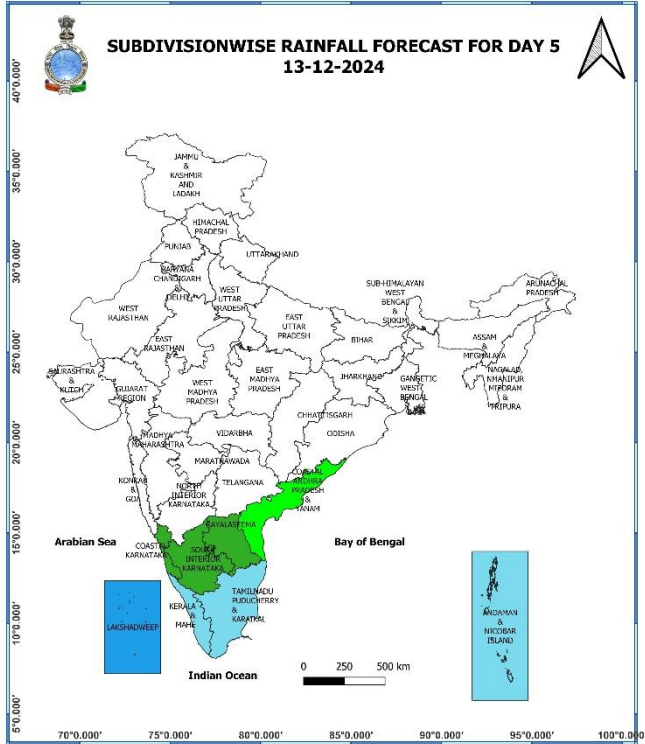 SUBDIVISIONWISE RAINFALL FORECAST FOR DAY 5
13-12-2024
40°0.000'
35°0.000'
30°0.000'
25°0.000'
20°0.000'
15°0.000'
10°0.000'
5°0.000'
JAMMU
&
KASHMIR
AND
LADAKH
HIMACHAL
PRADESH
PUNJAB
UTTARAKHAND
HARYANA
CHANDIGARH
&
DELHI
WEST
UTTAR
PRADESH
SUB-HIMALAYAN
WEST
BENGAL
&
SIKKIM
ARUNACHAL
PRADESH
WEST
RAJASTHAN
EAST
RAJASTHAN
EAST
UTTAR
PRADESH
BIHAR
ASSAM
&
MEGHALAYA
NAGALAD
NMANIPUR
MIZORAM
&
TRIPURA
SAURASHTRA
&
KUTCH
GUJARAT
REGION
WEST
MADHYA
PRADESH
EAST
MADHYA
PRADESH
JHARKHAND
GANGETIC
WEST
BENGAL
CHHATTISGARH
ODISHA
MADHYA
MAHARASHTRA
VIDARBHA
MARATHAWADA
KONKAN
&
GOA
NORTH
INTERIOR
KARNATAKA
TELANGANA
COASTAL
ANDHRA
PRADESH
&
YANAM
RAYALASEEMA
Arabian Sea
COASTAL
KARNATAKA
SOUTH
INTERIOR
KARNATAKA
Bay of Bengal
KERALA
&
MAHE
TAMILNADU
PUDUCHERRY
&
KARAIKAL
LAKSHADWEEP
ANDAMAN
&
NICOBAR
ISLAND
Indian Ocean
0 250 500 km
70°0.000' 75°0.000' 80°0.000' 85°0.000' 90°0.000' 95°0.000' 100°0.000'